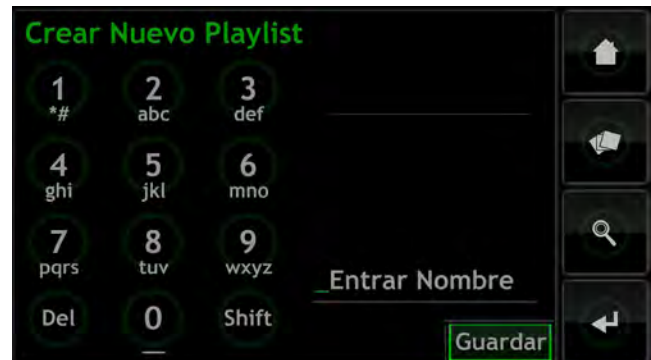 Crear Nuevo Playlist
1 2 3
*# abc def
4 5 6
ghi jkl mno
7 8 9
pqrs tuv wxyz
_Entrar Nombre
Del 0 Shift
_
Guardar